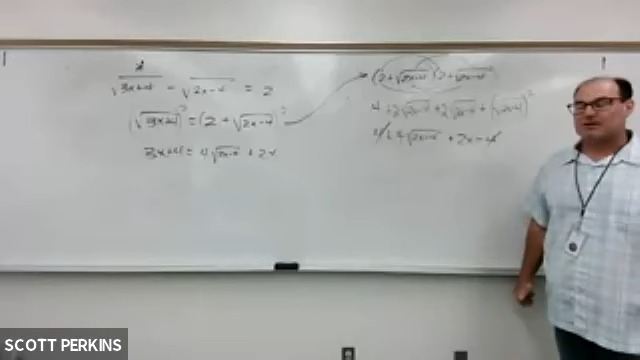 √3x+4 - √2x-4 = 2
(√3x+4)² = (2 + √2x-4)²
3x+4 = 4√2x-4 + 2x
(2+√2x-4)(2+√2x-4)
4 + 2√2x-4 + 2√2x-4 + (√2x-4)²
4 + 4√2x-4 + 2x-4
SCOTT PERKINS